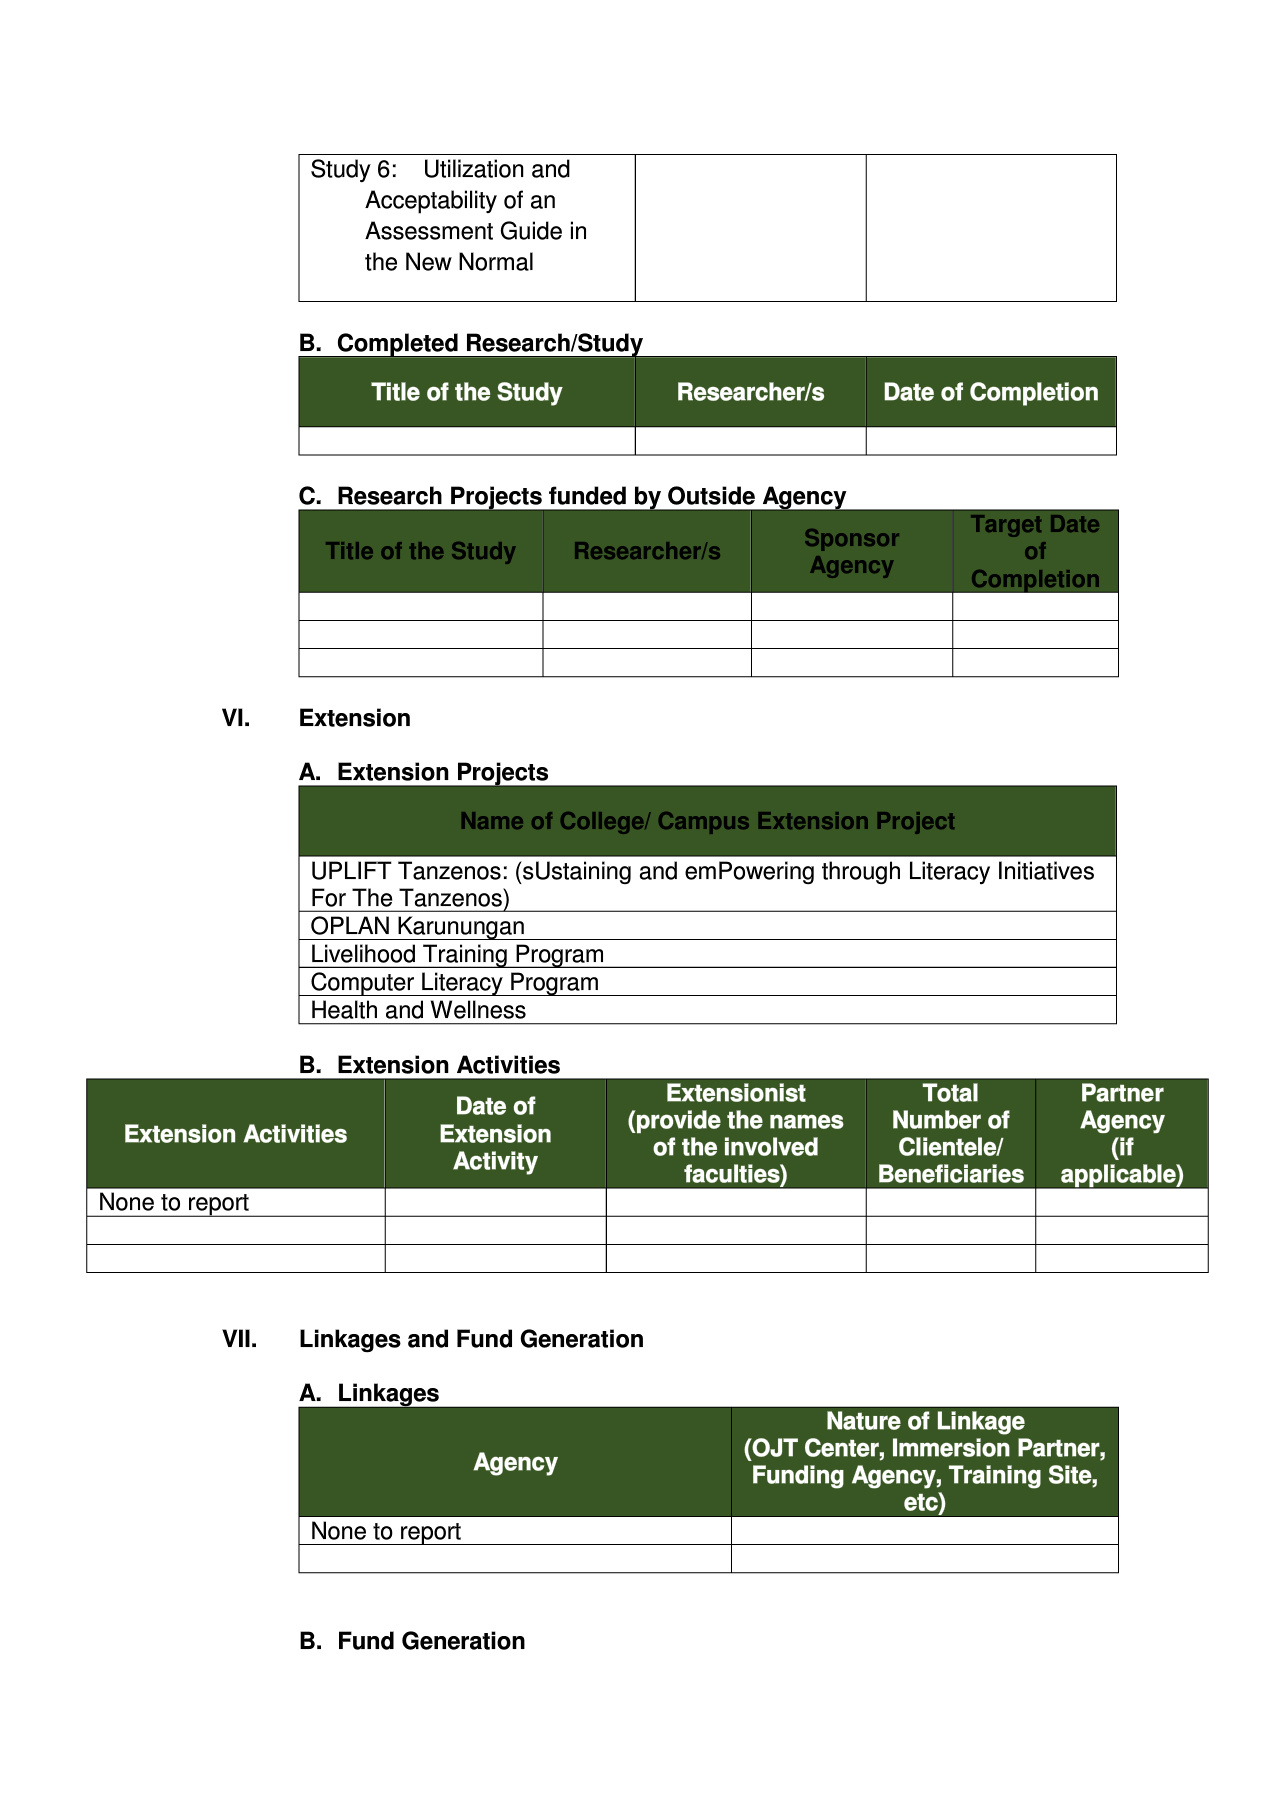 Study 6: Utilization and
Acceptability of an
Assessment Guide in
the New Normal
B. Completed Research/Study
Title of the Study Researcher/s Date of Completion
C. Research Projects funded by Outside Agency
Title of the Study Researcher/s Sponsor Agency Target Date of Completion
VI. Extension
A. Extension Projects
Name of College/ Campus Extension Project
UPLIFT Tanzenos: (sUstaining and emPowering through Literacy Initiatives
For The Tanzenos)
OPLAN Karunungan
Livelihood Training Program
Computer Literacy Program
Health and Wellness
B. Extension Activities
Extension Activities
Date of
Extension
Activity
Extensionist
(provide the names
of the involved
faculties)
Total
Number of
Clientele/
Beneficiaries
Partner
Agency
(if
applicable)
None to report
VII. Linkages and Fund Generation
A. Linkages
Agency
Nature of Linkage
(OJT Center, Immersion Partner,
Funding Agency, Training Site,
etc)
None to report
B. Fund Generation